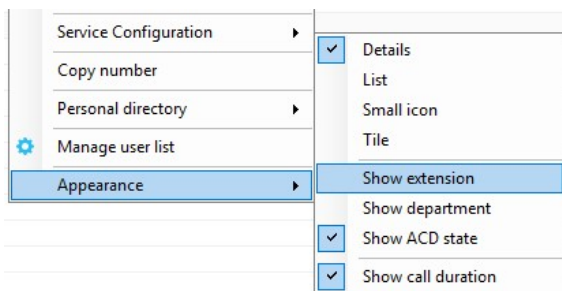 Service Configuration
Copy number
Personal directory
Manage user list
Appearance
Details
List
Small icon
Tile
Show extension
Show department
Show ACD state
Show call duration